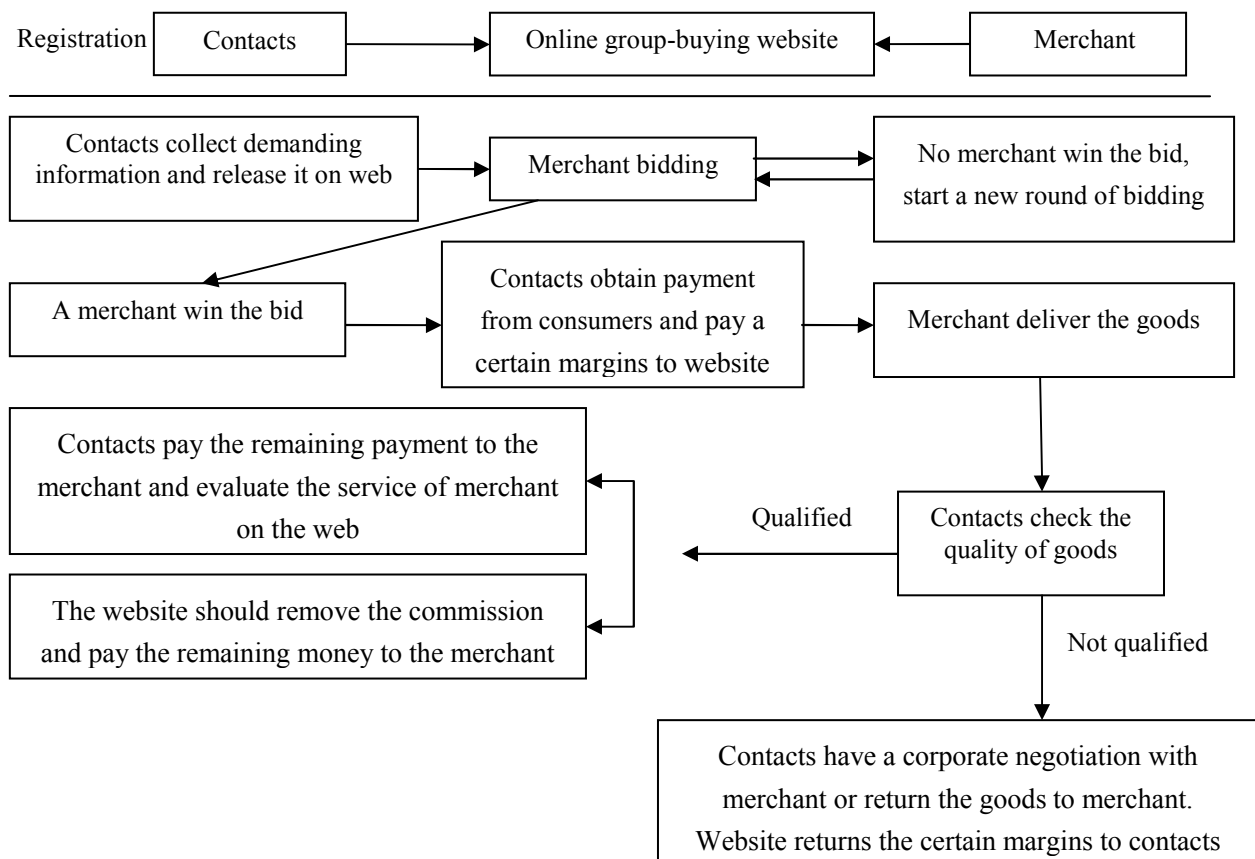 Registration
Contacts
Online group-buying website
Merchant
Contacts collect demanding
information and release it on web
Merchant bidding
No merchant win the bid,
start a new round of bidding
A merchant win the bid
Contacts obtain payment
from consumers and pay a
certain margins to website
Merchant deliver the goods
Contacts pay the remaining payment to the
merchant and evaluate the service of merchant
on the web
Qualified
Contacts check the
quality of goods
The website should remove the commission
and pay the remaining money to the merchant
Not qualified
Contacts have a corporate negotiation with
merchant or return the goods to merchant.
Website returns the certain margins to contacts